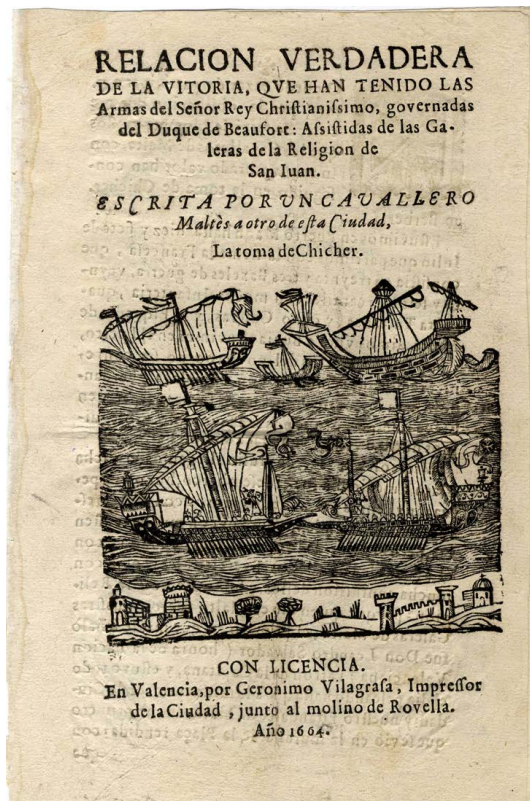 RELACION VERDADERA
DE LA VITORIA, QVE HAN TENIDO LAS
Armas del Señor Rey Chriſtianiſsimo, governadas
del Duque de Beaufort: Aſsiſtidas de las Ga-
leras de la Religion de
San Iuan.
ESCRITA POR VN CAVALLERO
Maltès a otro de eſta Ciudad,
La toma de Chicher.
CON LICENCIA.
En Valencia, por Geronimo Vilagraſa, Impreſſor
de la Ciudad, junto al molino de Rovella.
Año 1664.